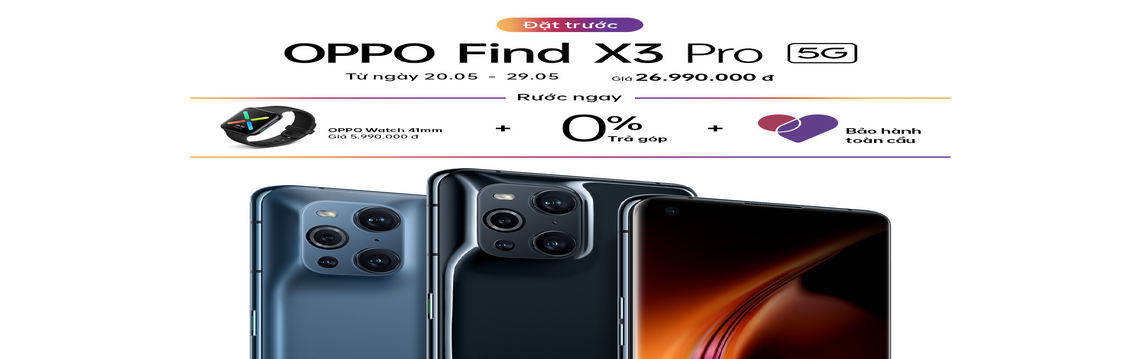 Đặt trước
OPPO Find X3 Pro 5G
Từ ngày 20.05 - 29.05 Giá 26.990.000 đ
Rước ngay
OPPO Watch 41mm
Giá 5.990.000 đ
+
0%
Trả góp
+
Bảo hành
toàn cầu